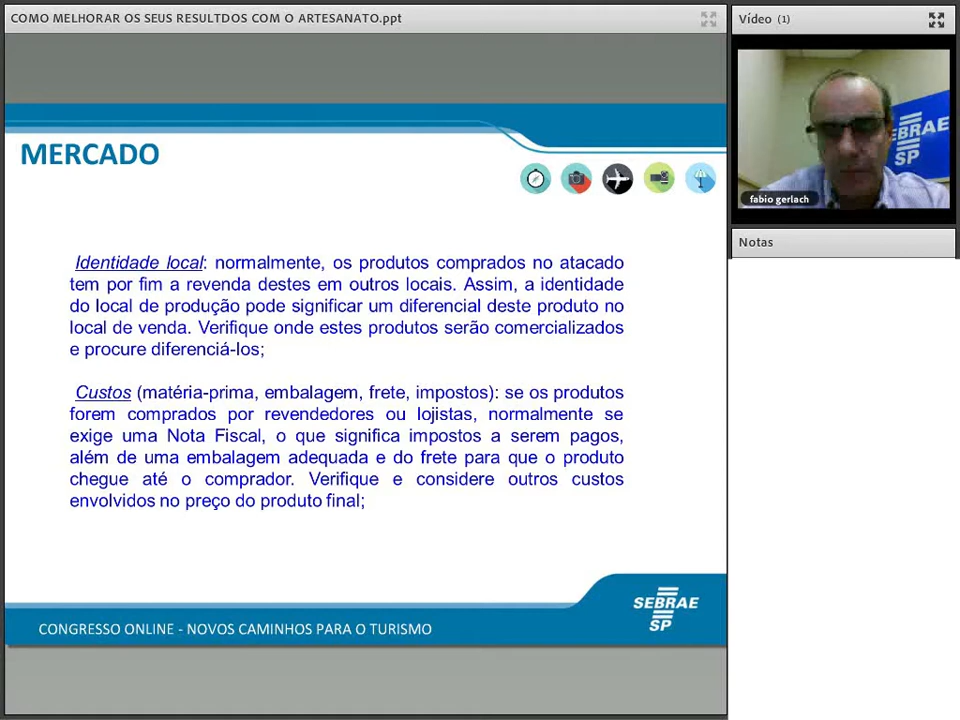 COMO MELHORAR OS SEUS RESULTDOS COM O ARTESANATO.ppt
Vídeo (1)
EBRAE
SP
fabio gerlach
Notas
MERCADO
Identidade local: normalmente, os produtos comprados no atacado
tem por fim a revenda destes em outros locais. Assim, a identidade
do local de produção pode significar um diferencial deste produto no
local de venda. Verifique onde estes produtos serão comercializados
e procure diferenciá-los;
Custos (matéria-prima, embalagem, frete, impostos): se os produtos
forem comprados por revendedores ou lojistas, normalmente se
exige uma Nota Fiscal, o que significa impostos a serem pagos,
além de uma embalagem adequada e do frete para que o produto
chegue até o comprador. Verifique e considere outros custos
envolvidos no preço do produto final;
SEBRAE
SP
CONGRESSO ONLINE - NOVOS CAMINHOS PARA O TURISMO